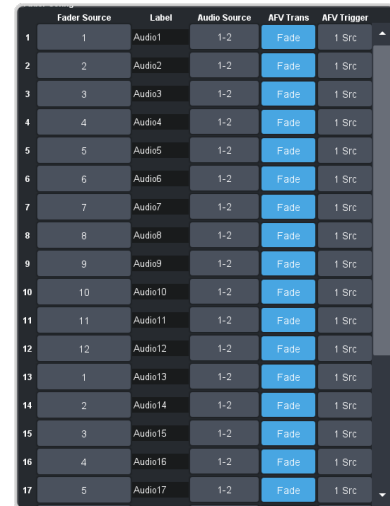 Fader Source Label Audio Source AFV Trans AFV Trigger
1 1 Audio1 1-2 Fade 1 Src
2 2 Audio2 1-2 Fade 1 Src
3 3 Audio3 1-2 Fade 1 Src
4 4 Audio4 1-2 Fade 1 Src
5 5 Audio5 1-2 Fade 1 Src
6 6 Audio6 1-2 Fade 1 Src
7 7 Audio7 1-2 Fade 1 Src
8 8 Audio8 1-2 Fade 1 Src
9 9 Audio9 1-2 Fade 1 Src
10 10 Audio10 1-2 Fade 1 Src
11 11 Audio11 1-2 Fade 1 Src
12 12 Audio12 1-2 Fade 1 Src
13 1 Audio13 1-2 Fade 1 Src
14 2 Audio14 1-2 Fade 1 Src
15 3 Audio15 1-2 Fade 1 Src
16 4 Audio16 1-2 Fade 1 Src
17 5 Audio17 1-2 Fade 1 Src